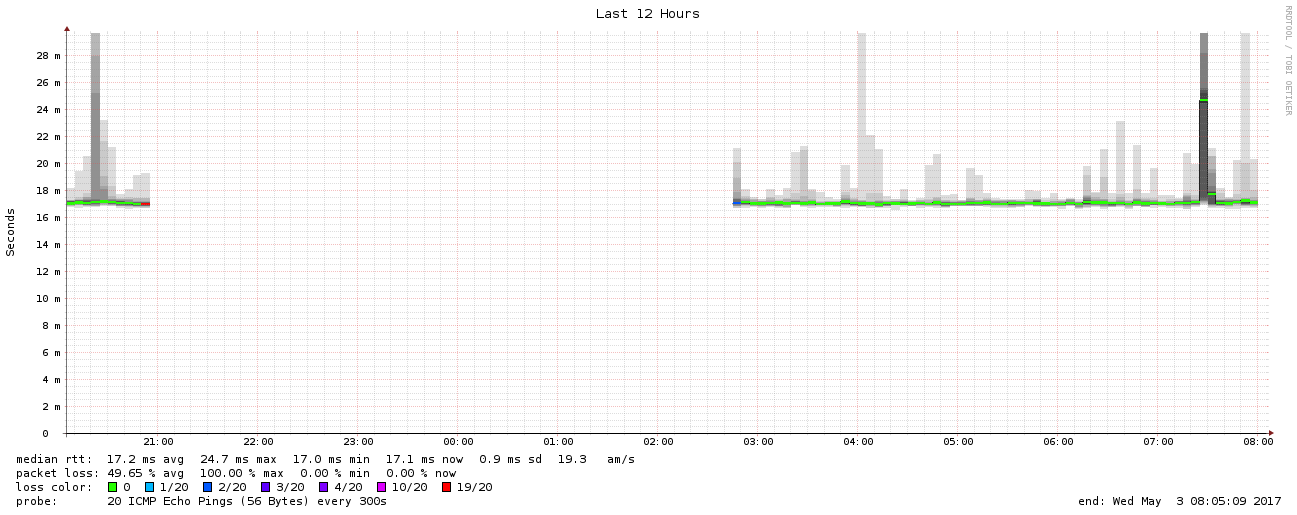 Last 12 Hours
RRDTOOL / TOBI OETIKER
Seconds
28 m
26 m
24 m
22 m
20 m
18 m
16 m
14 m
12 m
10 m
8 m
6 m
4 m
2 m
0
21:00 22:00 23:00 00:00 01:00 02:00 03:00 04:00 05:00 06:00 07:00 08:00
median rtt: 17.2 ms avg 24.7 ms max 17.0 ms min 17.1 ms now 0.9 ms sd 19.3 am/s
packet loss: 49.65 % avg 100.00 % max 0.00 % min 0.00 % now
loss color: 0 1/20 2/20 3/20 4/20 10/20 19/20
probe: 20 ICMP Echo Pings (56 Bytes) every 300s end: Wed May 3 08:05:09 2017